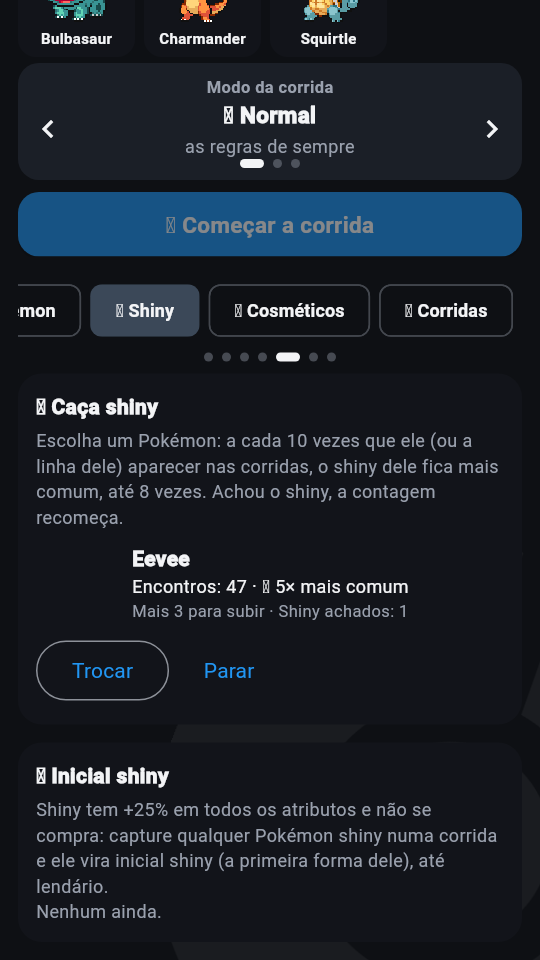 Bulbasaur
Charmander
Squirtle
Modo da corrida
Normal
as regras de sempre
Começar a corrida
mon
Shiny
Cosméticos
Corridas
Caça shiny
Escolha um Pokémon: a cada 10 vezes que ele (ou a
linha dele) aparecer nas corridas, o shiny dele fica mais
comum, até 8 vezes. Achou o shiny, a contagem
recomeça.
Eevee
Encontros: 47 · 5× mais comum
Mais 3 para subir · Shiny achados: 1
Trocar
Parar
Inicial shiny
Shiny tem +25% em todos os atributos e não se
compra: capture qualquer Pokémon shiny numa corrida
e ele vira inicial shiny (a primeira forma dele), até
lendário.
Nenhum ainda.